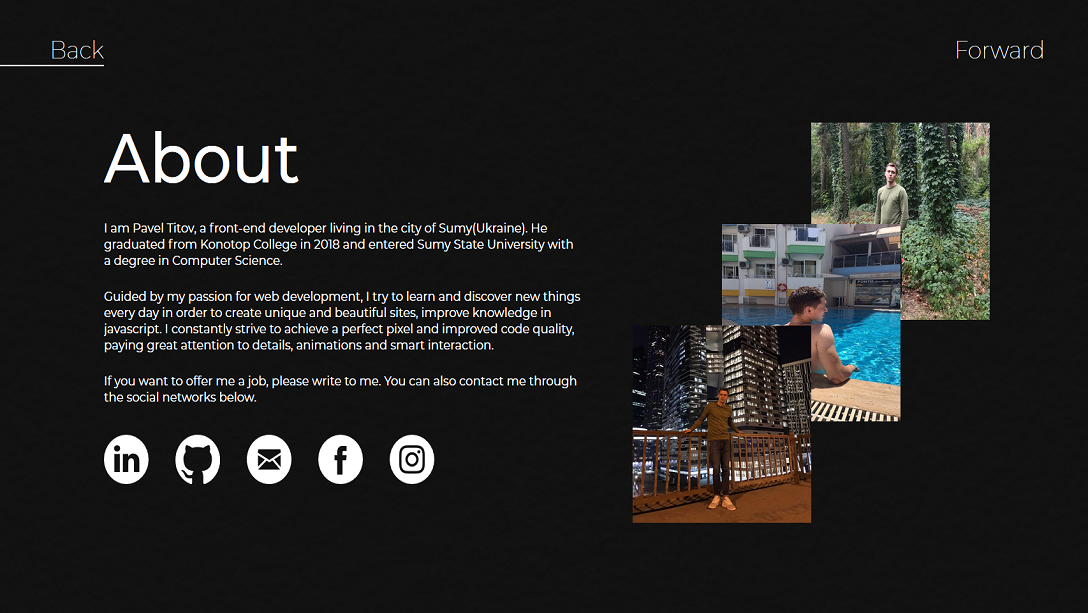 Back
Forward
About
I am Pavel Titov, a front-end developer living in the city of Sumy(Ukraine). He
graduated from Konotop College in 2018 and entered Sumy State University with
a degree in Computer Science.
Guided by my passion for web development, I try to learn and discover new things
every day in order to create unique and beautiful sites, improve knowledge in
javascript. I constantly strive to achieve a perfect pixel and improved code quality,
paying great attention to details, animations and smart interaction.
If you want to offer me a job, please write to me. You can also contact me through
the social networks below.
in
f